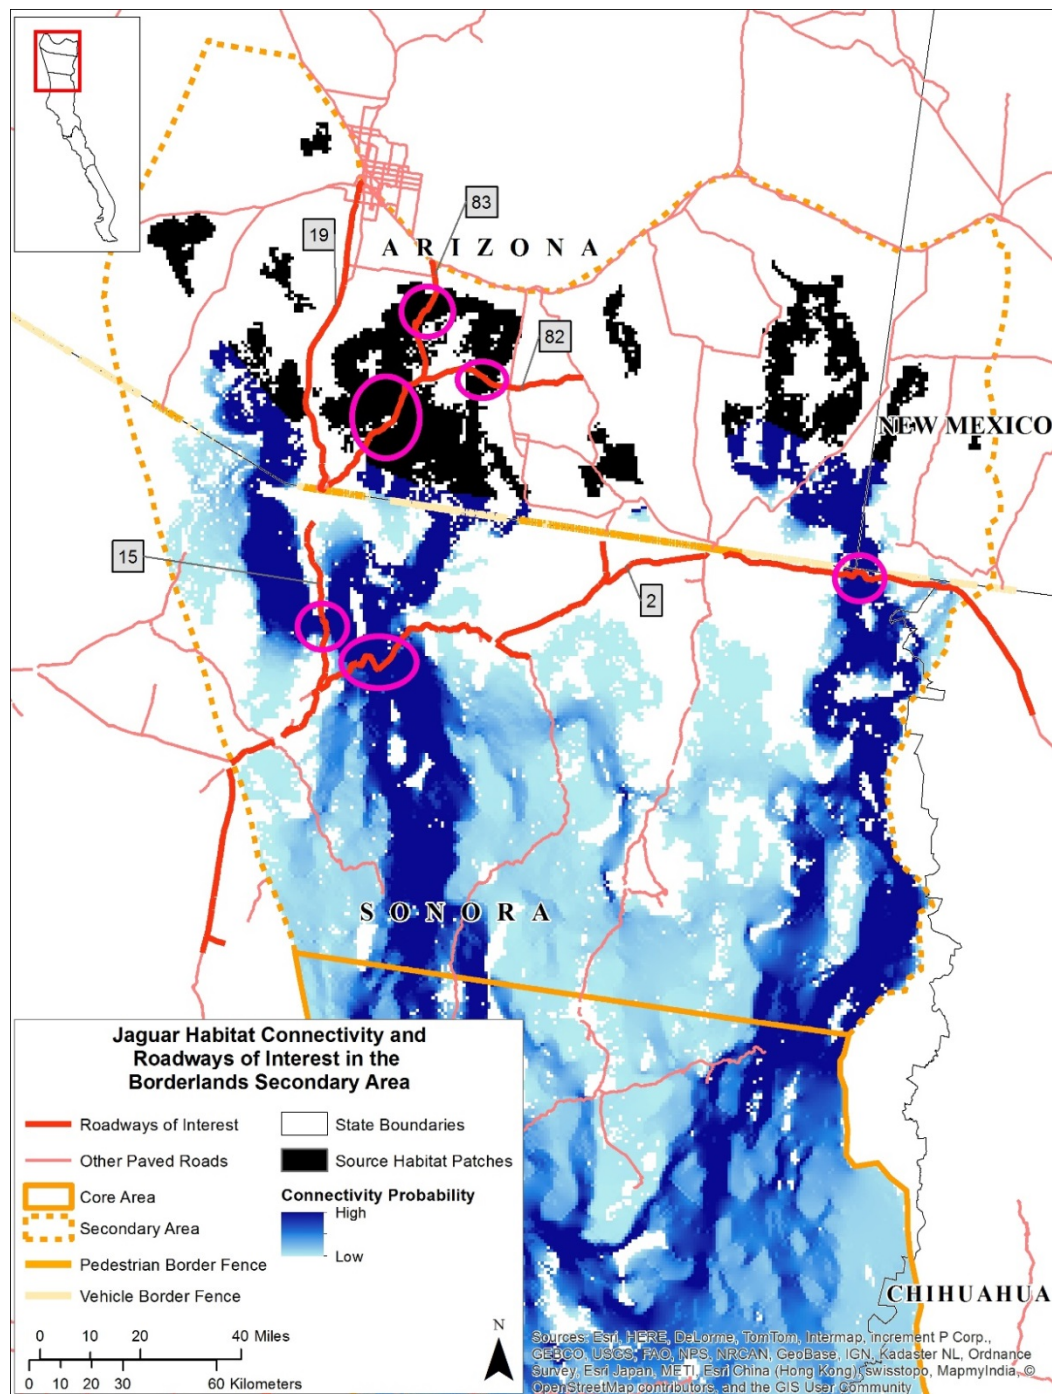 83
19
A R I Z O N A
82
NEW MEXICO
15
2
S O N O R A
Jaguar Habitat Connectivity and
Roadways of Interest in the
Borderlands Secondary Area
Roadways of Interest
State Boundaries
Other Paved Roads
Source Habitat Patches
Core Area
Connectivity Probability
High
Secondary Area
Low
Pedestrian Border Fence
Vehicle Border Fence
CHIHUAHUA
0 10 20 40 Miles
0 10 20 30 60 Kilometers
N
Sources: Esri, HERE, DeLorme, TomTom, Intermap, increment P Corp.,
GEBCO, USGS, FAO, NPS, NRCAN, GeoBase, IGN, Kadaster NL, Ordnance
Survey, Esri Japan, METI, Esri China (Hong Kong), swisstopo, MapmyIndia, ©
OpenStreetMap contributors, and the GIS User Community